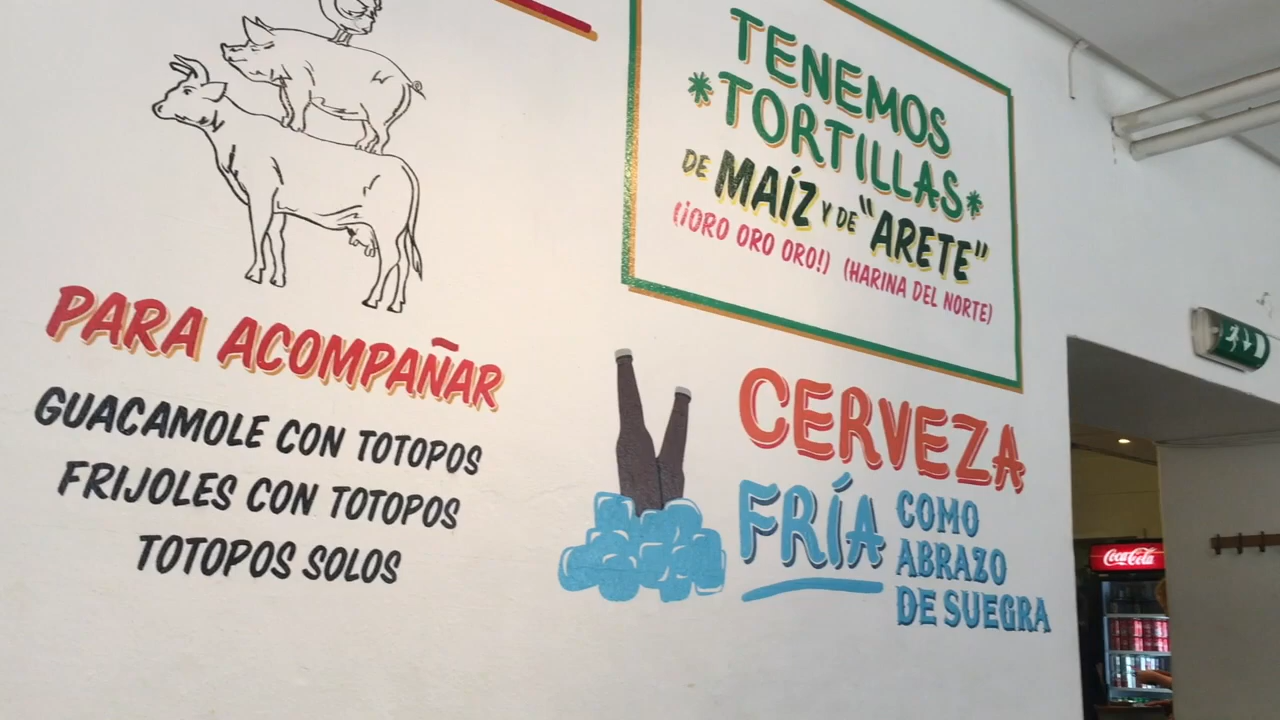 PARA ACOMPAÑAR
GUACAMOLE CON TOTOPOS
FRIJOLES CON TOTOPOS
TOTOPOS SOLOS
TENEMOS
*TORTILLAS*
DE MAÍZ Y DE "ARETE"
(¡ORO ORO ORO!) (HARINA DEL NORTE)
CERVEZA
FRÍA COMO
ABRAZO
DE SUEGRA
Coca-Cola